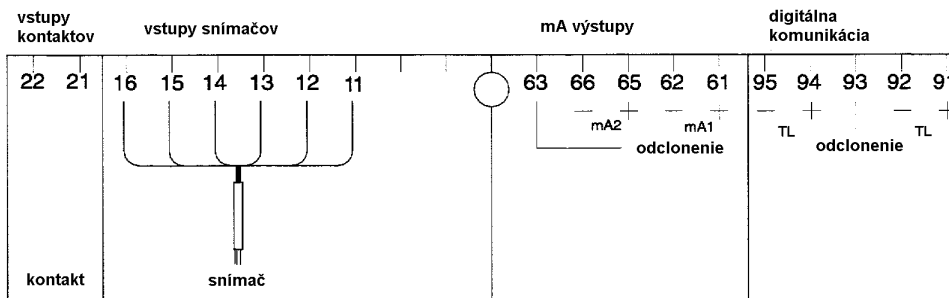 vstupy kontaktov
vstupy snímačov
mA výstupy
digitálna komunikácia
22 21
16 15 14 13 12 11
63 66 65 62 61
95 94 93 92 91
− + − +
− + − +
mA2 mA1
TL TL
odclonenie
odclonenie
kontakt
snímač